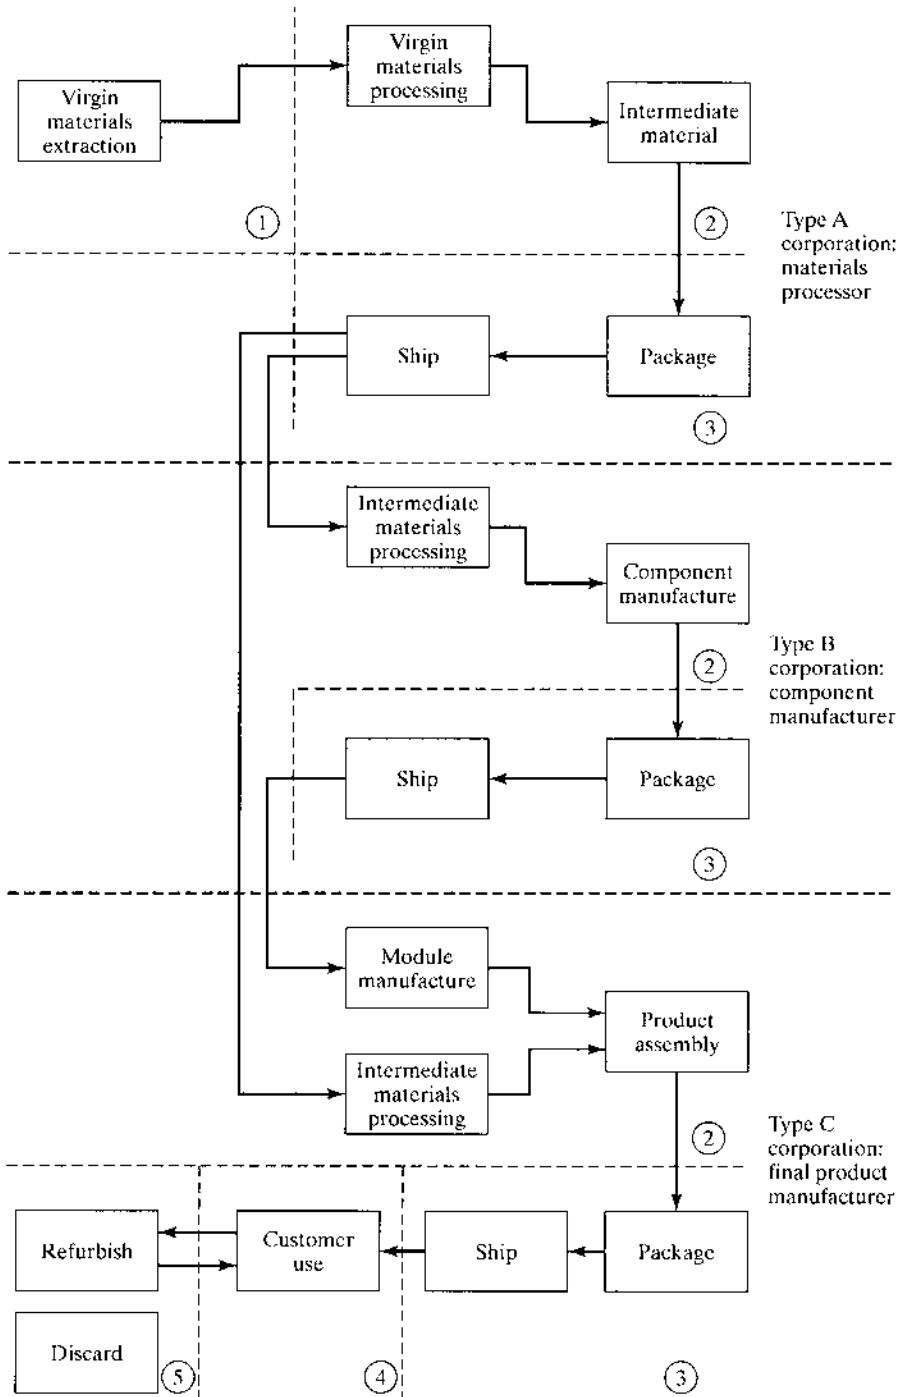 Virgin
materials
extraction
Virgin
materials
processing
Intermediate
material
①
②
Type A
corporation:
materials
processor
Ship
Package
③
Intermediate
materials
processing
Component
manufacture
②
Type B
corporation:
component
manufacturer
Ship
Package
③
Module
manufacture
Product
assembly
Intermediate
materials
processing
②
Type C
corporation:
final product
manufacturer
Refurbish
Customer
use
Ship
Package
Discard
⑤
④
③